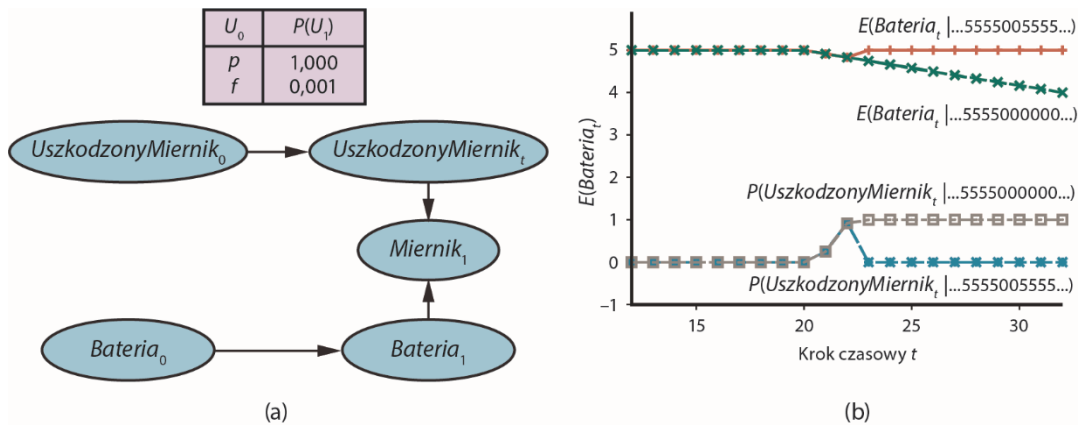 U₀ P(U₁)
p 1,000
f 0,001
UszkodzonyMiernik₀
UszkodzonyMiernikₜ
Miernik₁
Bateria₀
Bateria₁
(a)
E(Bateriaₜ |...5555005555...)
E(Bateriaₜ |...5555000000...)
P(UszkodzonyMiernikₜ |...5555000000...)
P(UszkodzonyMiernikₜ |...5555005555...)
E(Bateriaₜ)
5
4
3
2
1
0
–1
15 20 25 30
Krok czasowy t
(b)